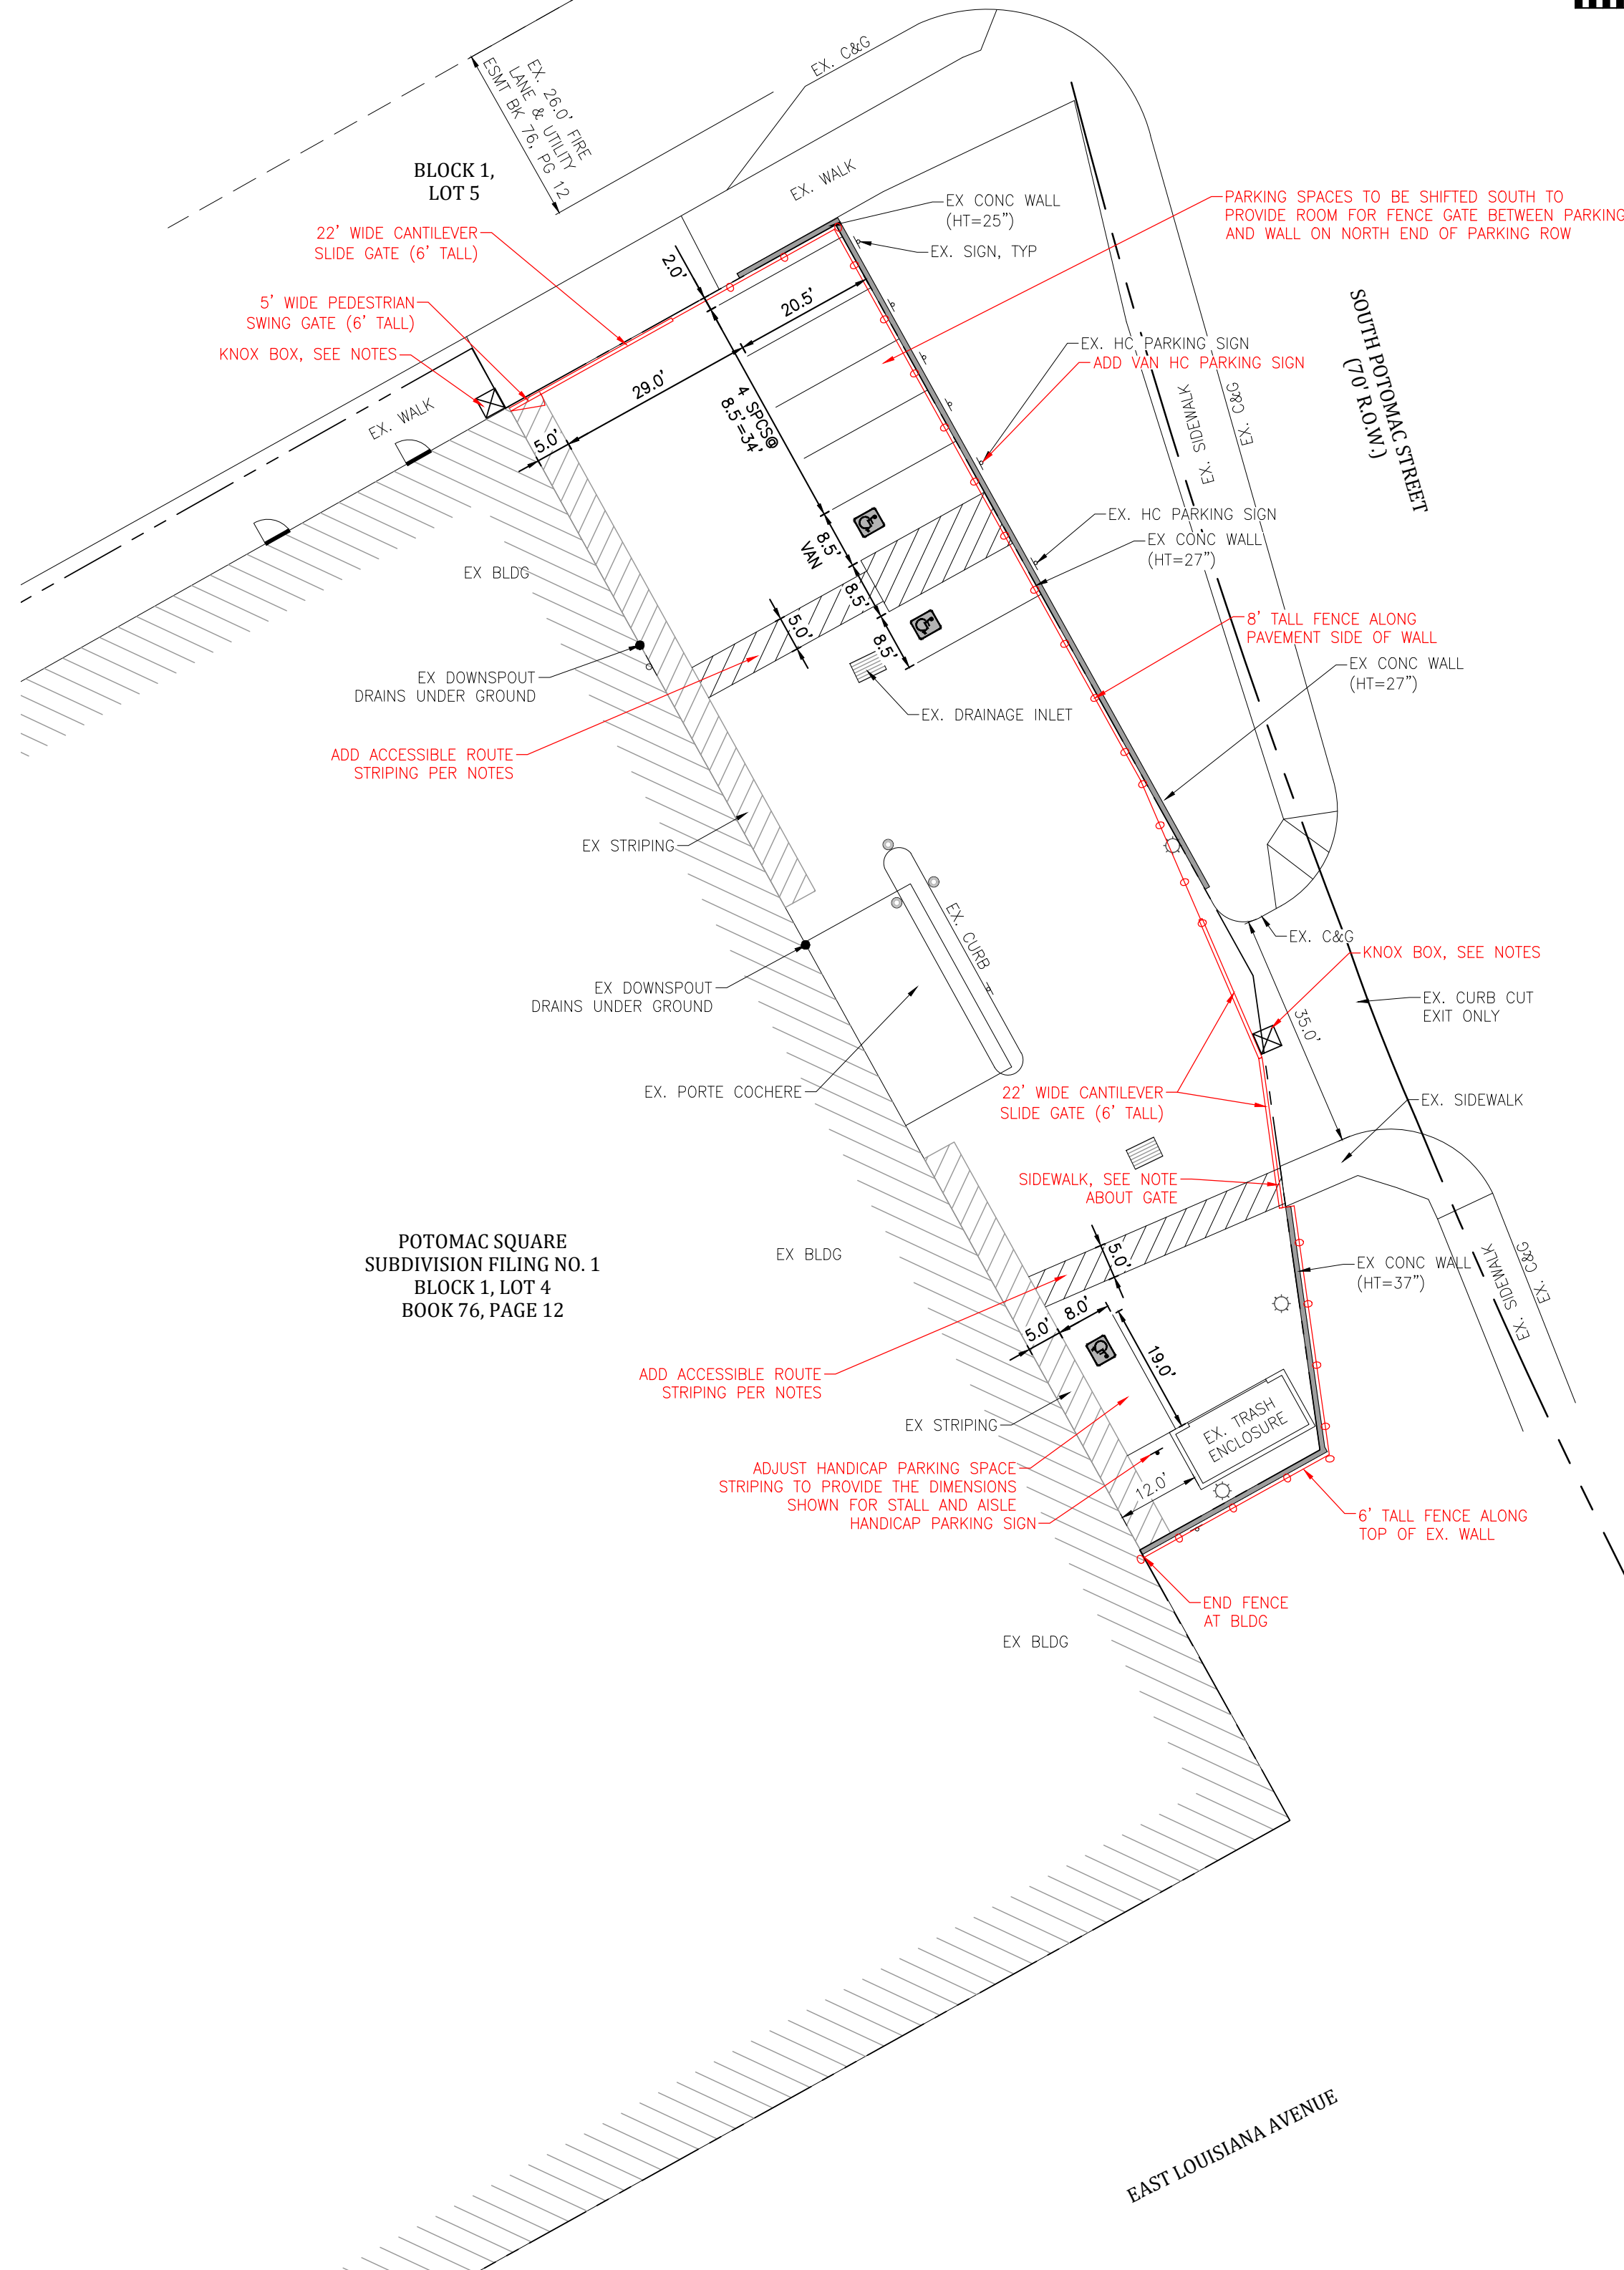 EX. C&G
EX. 26.0' FIRE
LANE & UTILITY
ESMT BK 76, PG 12
BLOCK 1,
LOT 5
EX. WALK
EX CONC WALL
(HT=25")
EX. SIGN, TYP
PARKING SPACES TO BE SHIFTED SOUTH TO
PROVIDE ROOM FOR FENCE GATE BETWEEN PARKING
AND WALL ON NORTH END OF PARKING ROW
22' WIDE CANTILEVER
SLIDE GATE (6' TALL)
5' WIDE PEDESTRIAN
SWING GATE (6' TALL)
KNOX BOX, SEE NOTES
2.0'
20.5'
29.0'
4 SPCS@
8.5'=34'
5.0'
EX. WALK
SOUTH POTOMAC STREET
(70' R.O.W.)
EX. HC PARKING SIGN
ADD VAN HC PARKING SIGN
EX. SIDEWALK
EX. C&G
EX. HC PARKING SIGN
EX CONC WALL
(HT=27")
8.5'
VAN
8.5'
8.5'
5.0'
EX BLDG
8' TALL FENCE ALONG
PAVEMENT SIDE OF WALL
EX CONC WALL
(HT=27")
EX DOWNSPOUT
DRAINS UNDER GROUND
EX. DRAINAGE INLET
ADD ACCESSIBLE ROUTE
STRIPING PER NOTES
EX STRIPING
EX. CURB
EX. C&G
KNOX BOX, SEE NOTES
EX DOWNSPOUT
DRAINS UNDER GROUND
EX. CURB CUT
EXIT ONLY
35.0'
EX. PORTE COCHERE
22' WIDE CANTILEVER
SLIDE GATE (6' TALL)
EX. SIDEWALK
SIDEWALK, SEE NOTE
ABOUT GATE
POTOMAC SQUARE
SUBDIVISION FILING NO. 1
BLOCK 1, LOT 4
BOOK 76, PAGE 12
EX BLDG
5.0'
EX CONC WALL
(HT=37")
EX. SIDEWALK
EX. C&G
5.0'
8.0'
19.0'
ADD ACCESSIBLE ROUTE
STRIPING PER NOTES
EX STRIPING
EX. TRASH
ENCLOSURE
ADJUST HANDICAP PARKING SPACE
STRIPING TO PROVIDE THE DIMENSIONS
SHOWN FOR STALL AND AISLE
HANDICAP PARKING SIGN
12.0'
6' TALL FENCE ALONG
TOP OF EX. WALL
END FENCE
AT BLDG
EX BLDG
EAST LOUISIANA AVENUE